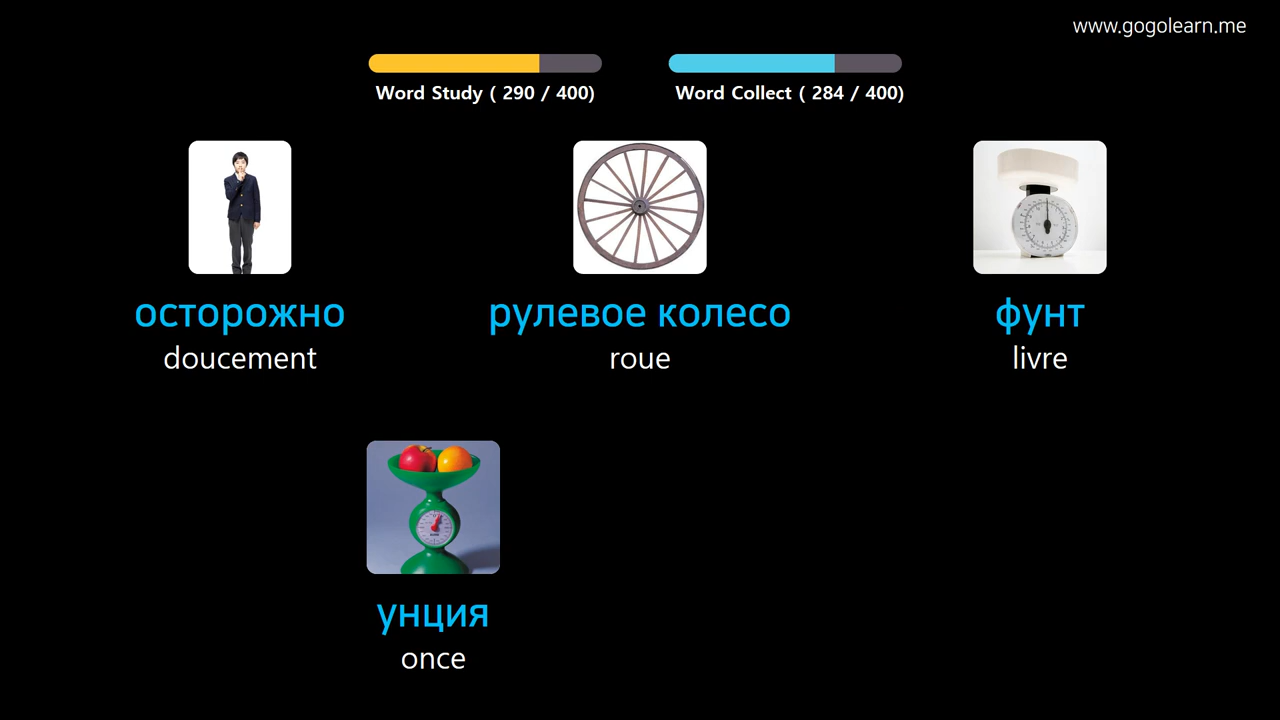 www.gogolearn.me
Word Study ( 290 / 400)
Word Collect ( 284 / 400)
осторожно
doucement
рулевое колесо
roue
фунт
livre
унция
once